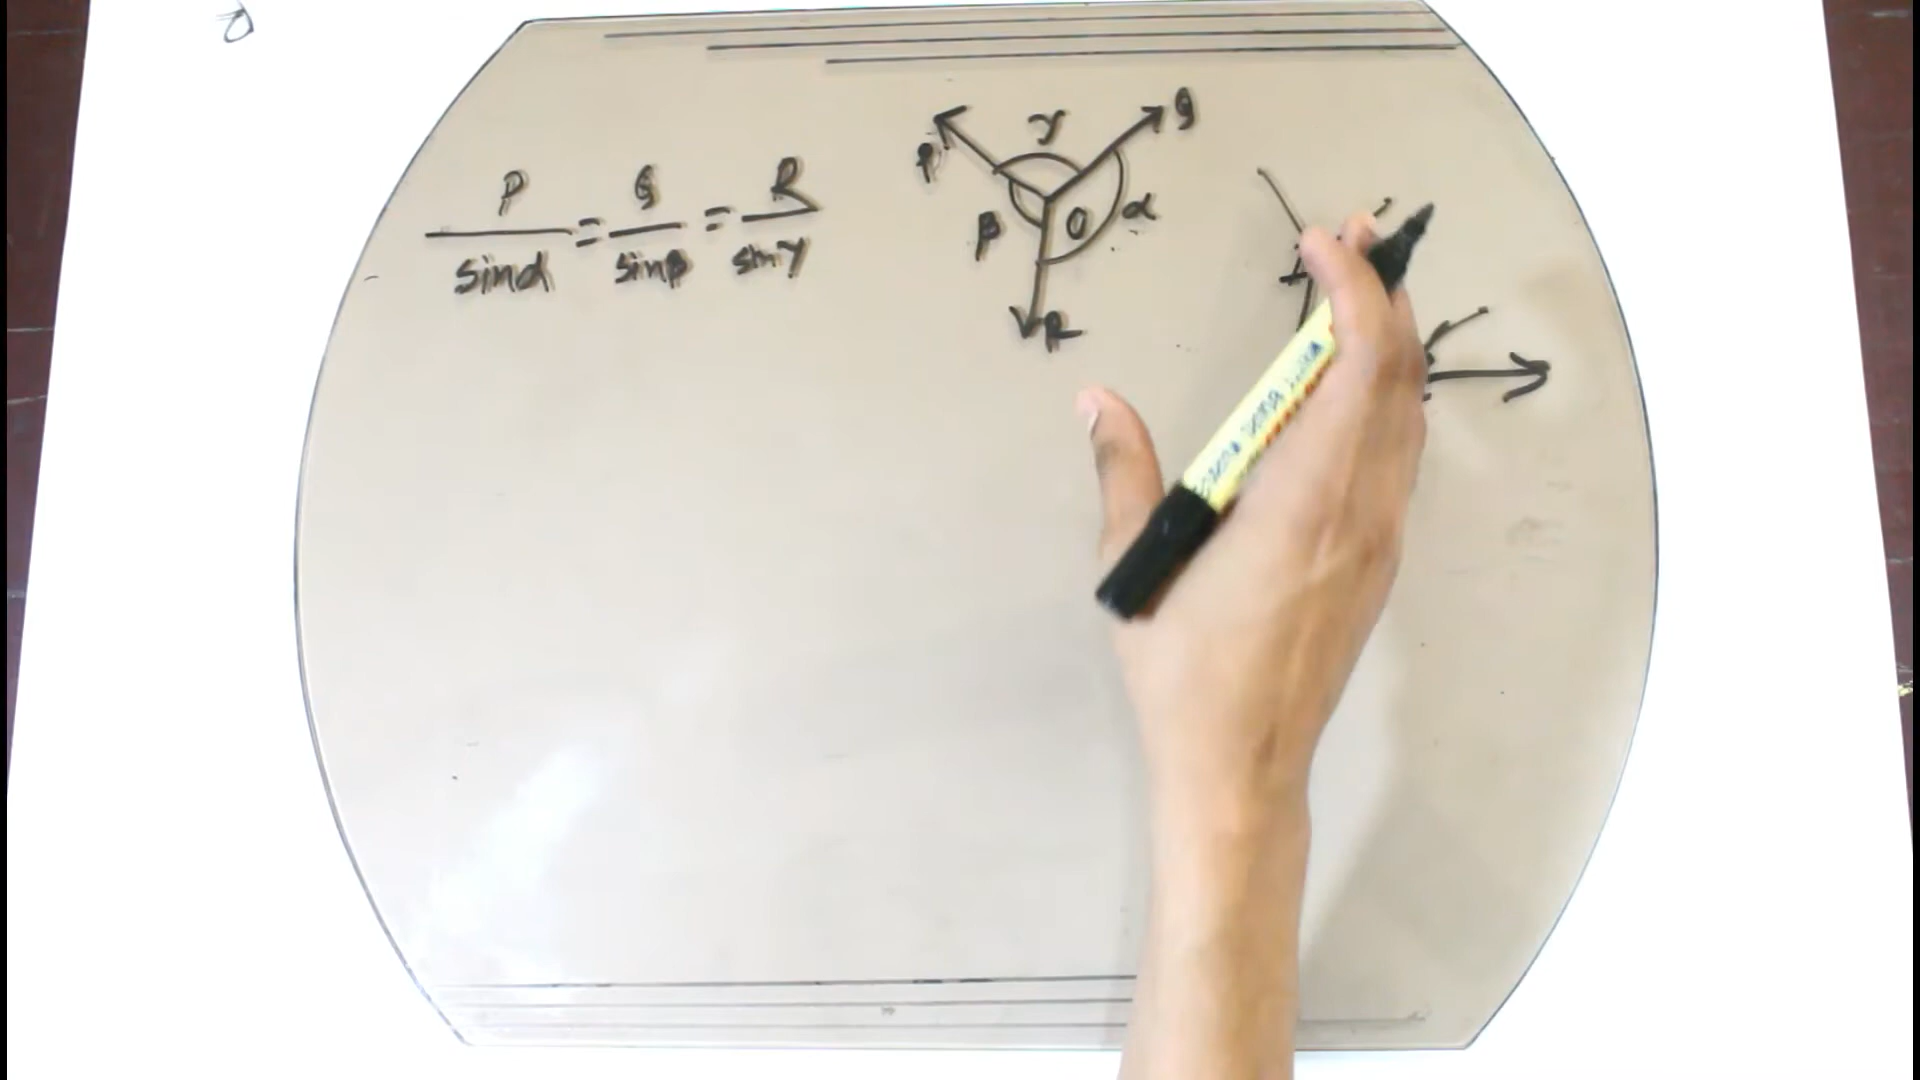 P/sinα = Q/sinβ = R/sinγ
P γ Q
β O α
R